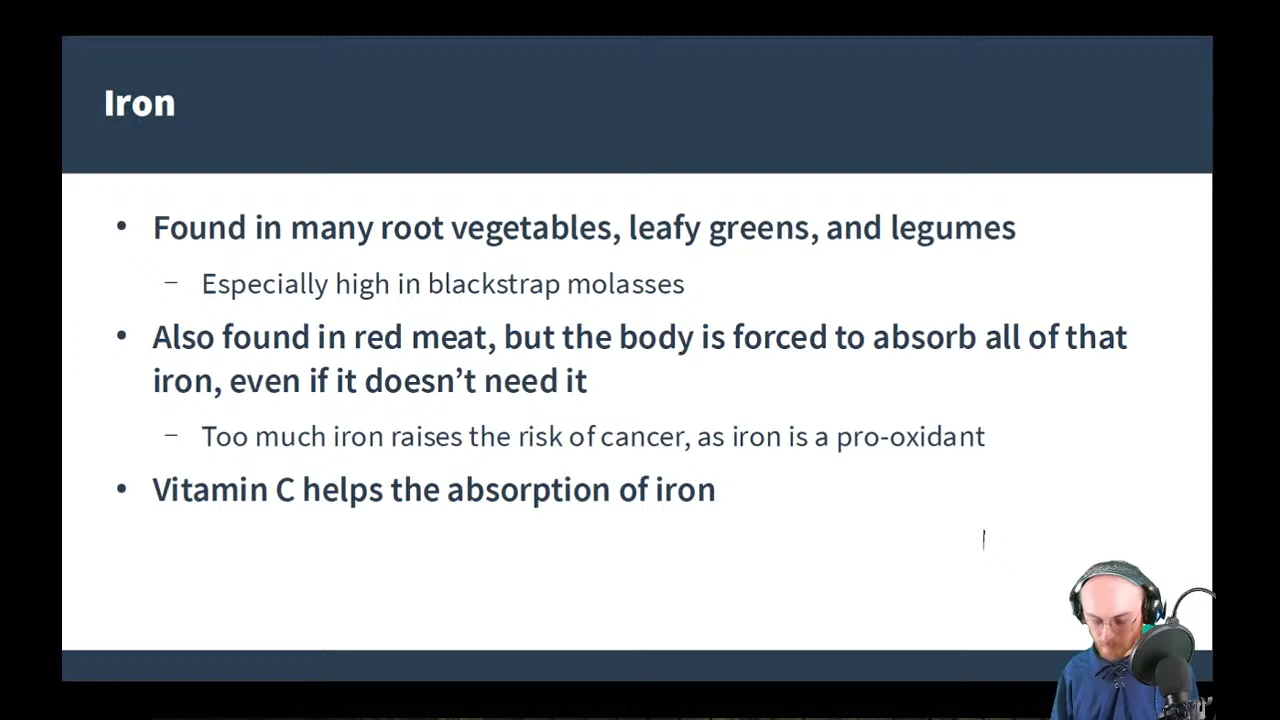 Iron
• Found in many root vegetables, leafy greens, and legumes
– Especially high in blackstrap molasses
• Also found in red meat, but the body is forced to absorb all of that
iron, even if it doesn’t need it
– Too much iron raises the risk of cancer, as iron is a pro-oxidant
• Vitamin C helps the absorption of iron